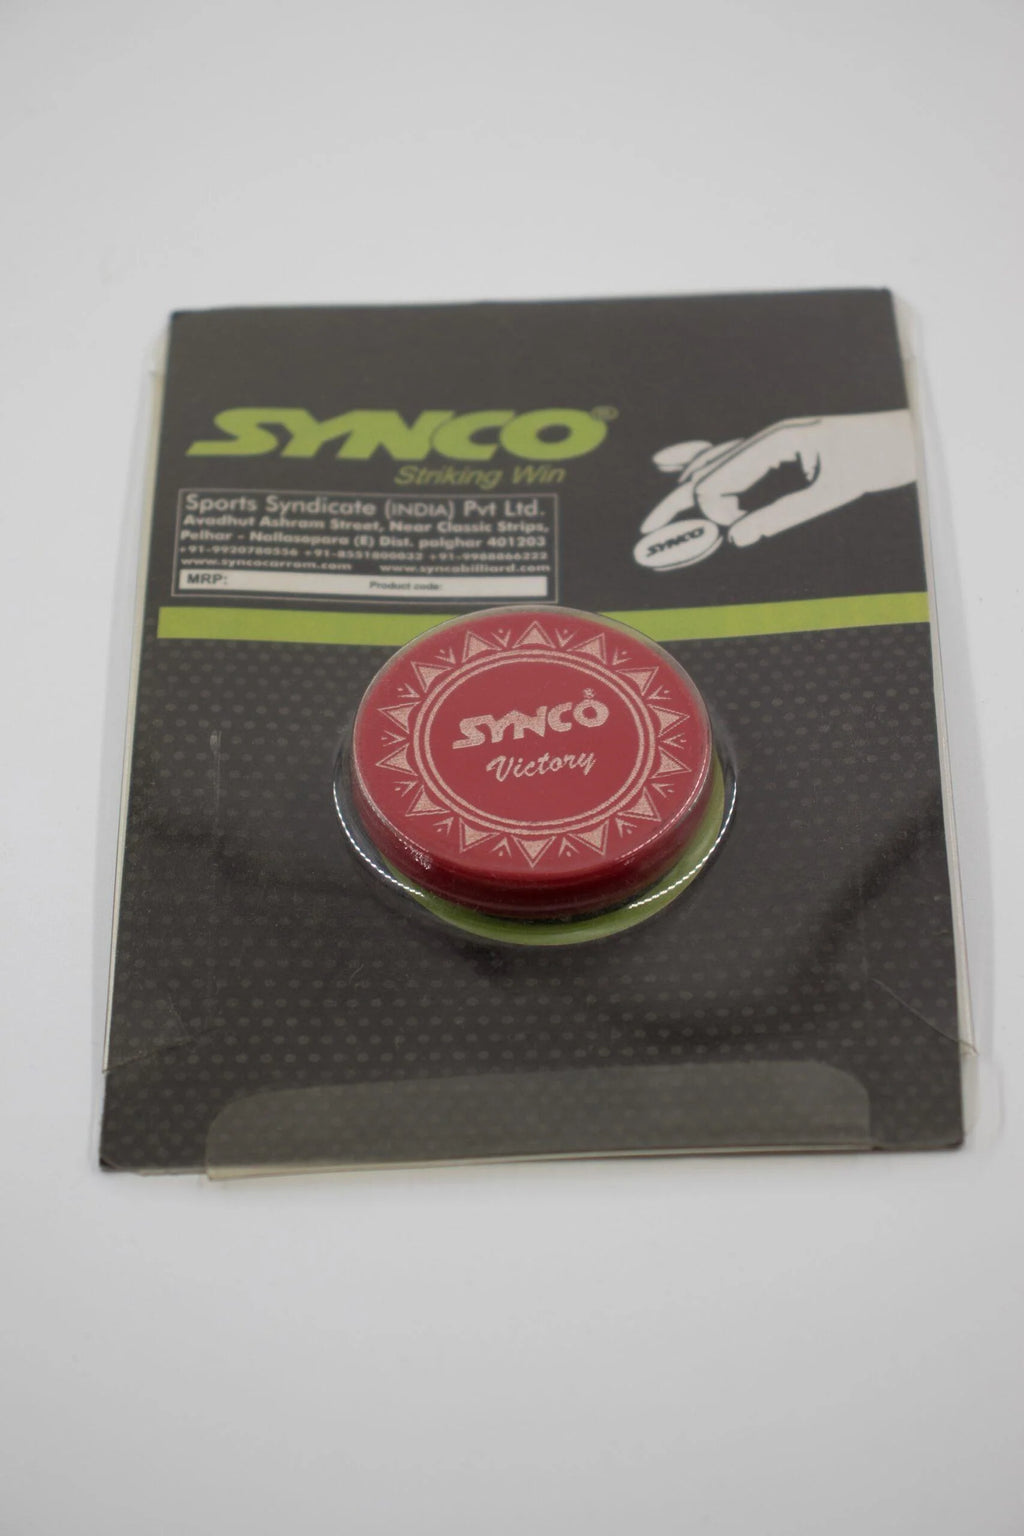 SYNCO®
Striking Win
Sports Syndicate (INDIA) Pvt Ltd.
Avadhut Ashram Street, Near Classic Strips,
Pelhar - Nallasopara (E) Dist. palghar 401203
+91-9920780556 +91-8551800032 +91-9988866222
www.syncocarrom.com www.syncobilliard.com
MRP: Product code:
SYNCO
SYNCO®
Victory